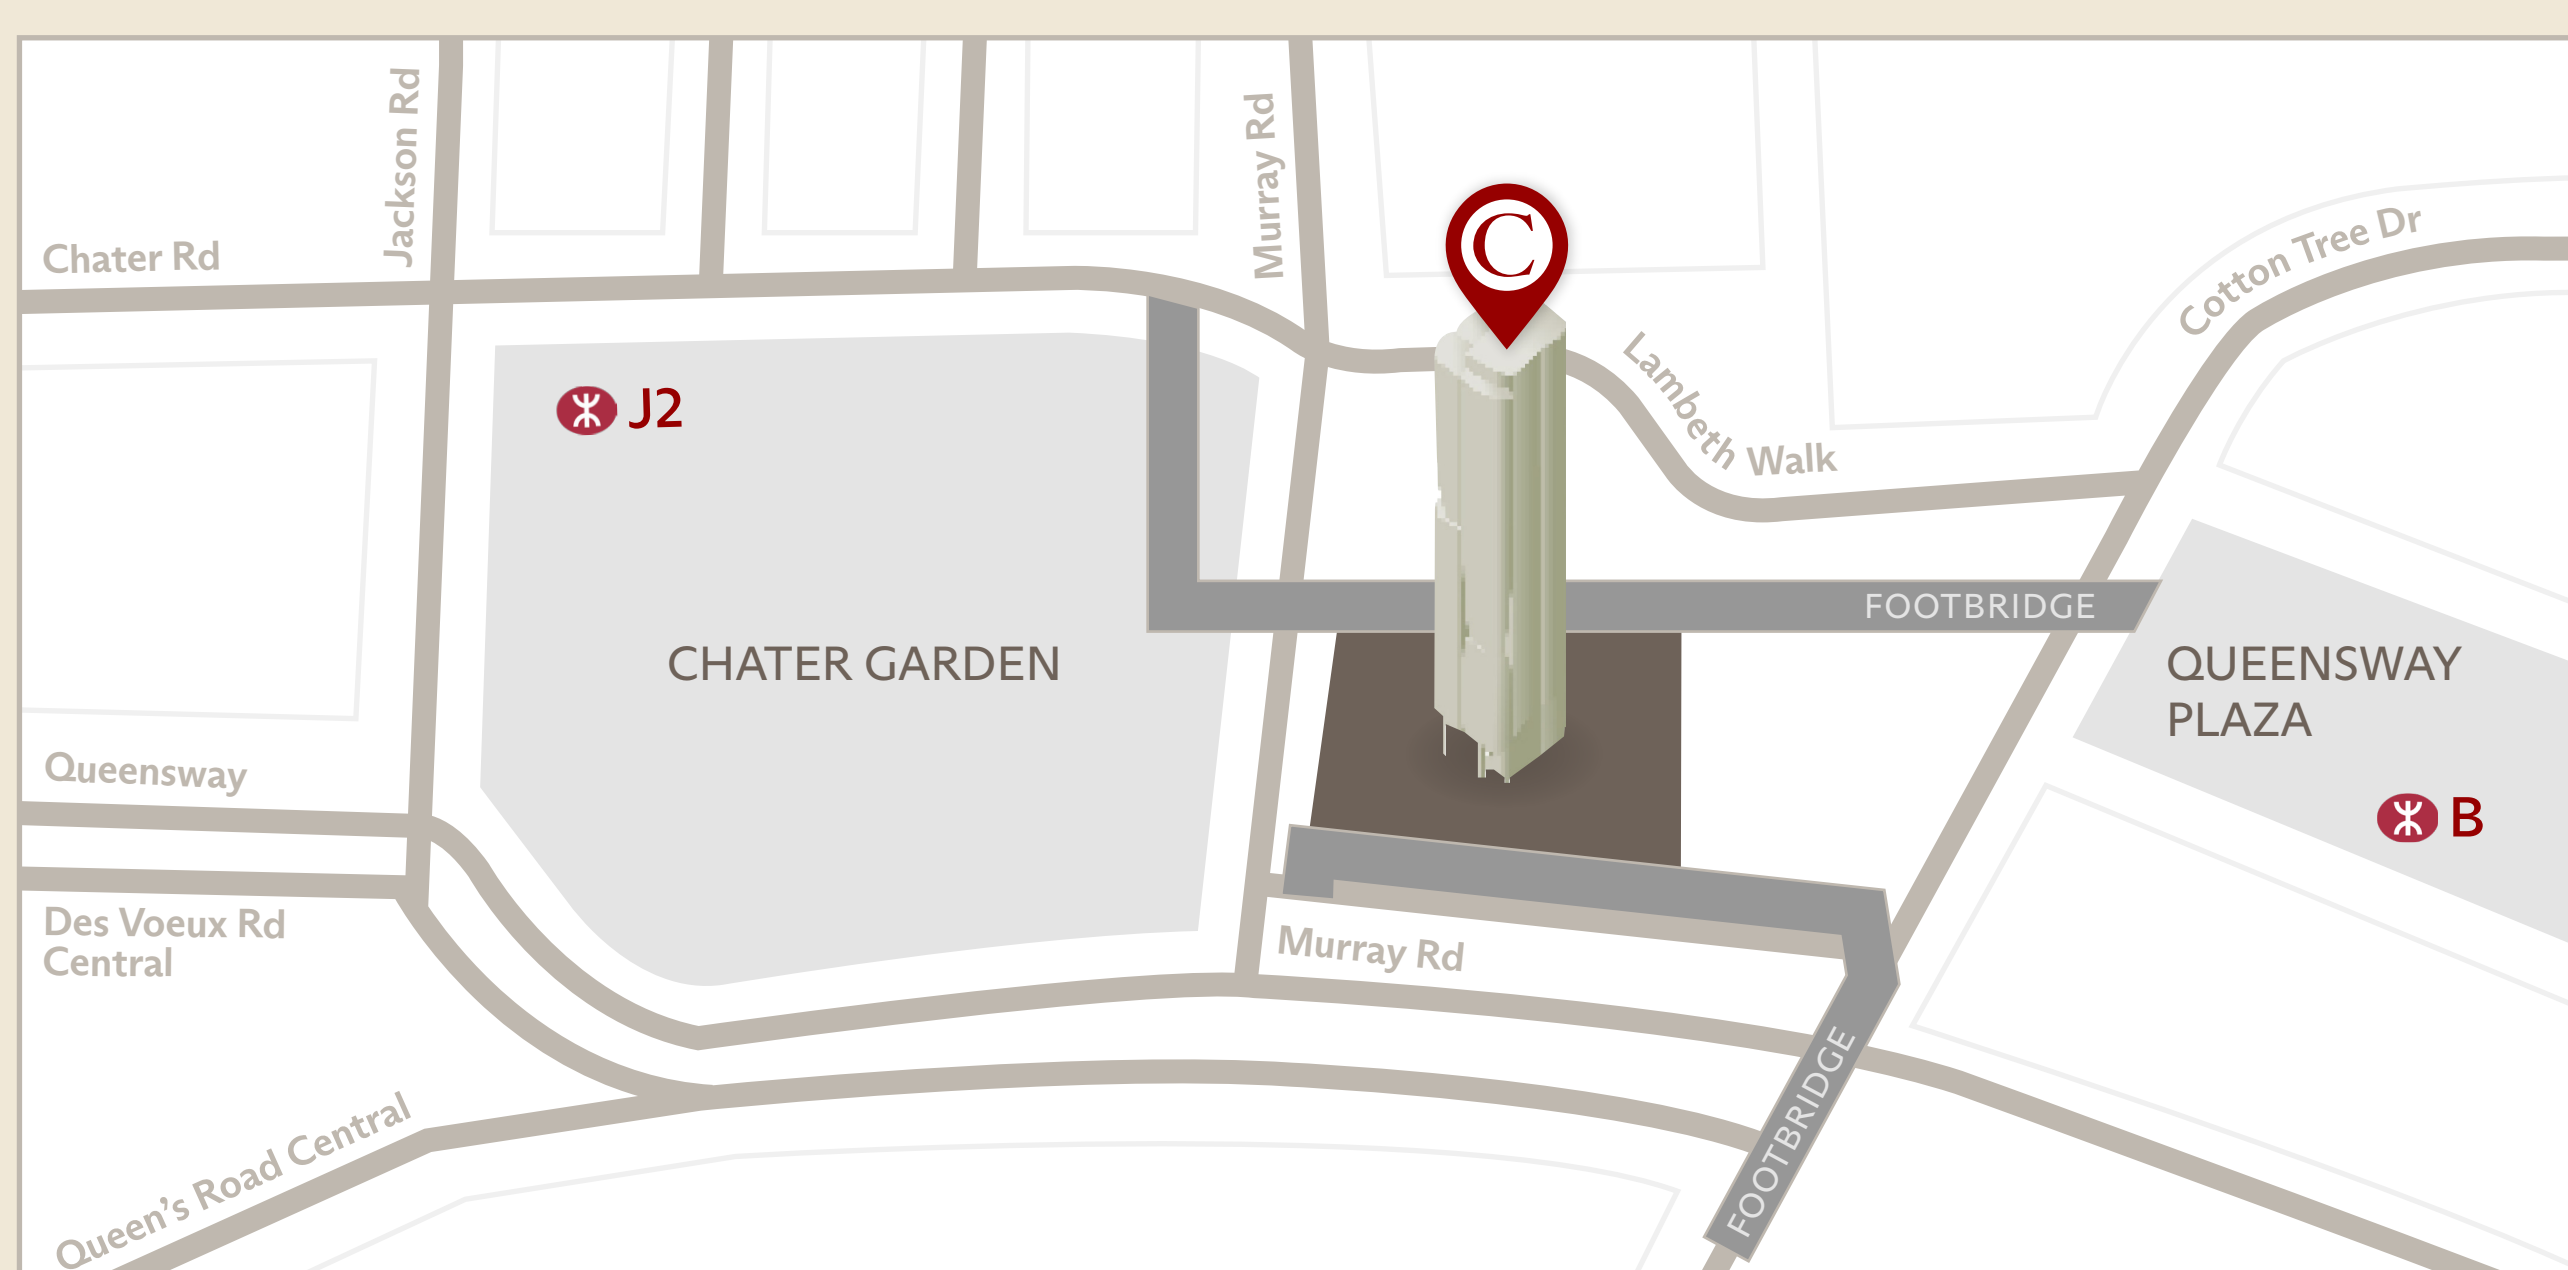 Jackson Rd
Murray Rd
Chater Rd
C
Cotton Tree Dr
Lambeth Walk
J2
FOOTBRIDGE
CHATER GARDEN
QUEENSWAY
PLAZA
Queensway
B
Des Voeux Rd
Central
Murray Rd
FOOTBRIDGE
Queen’s Road Central